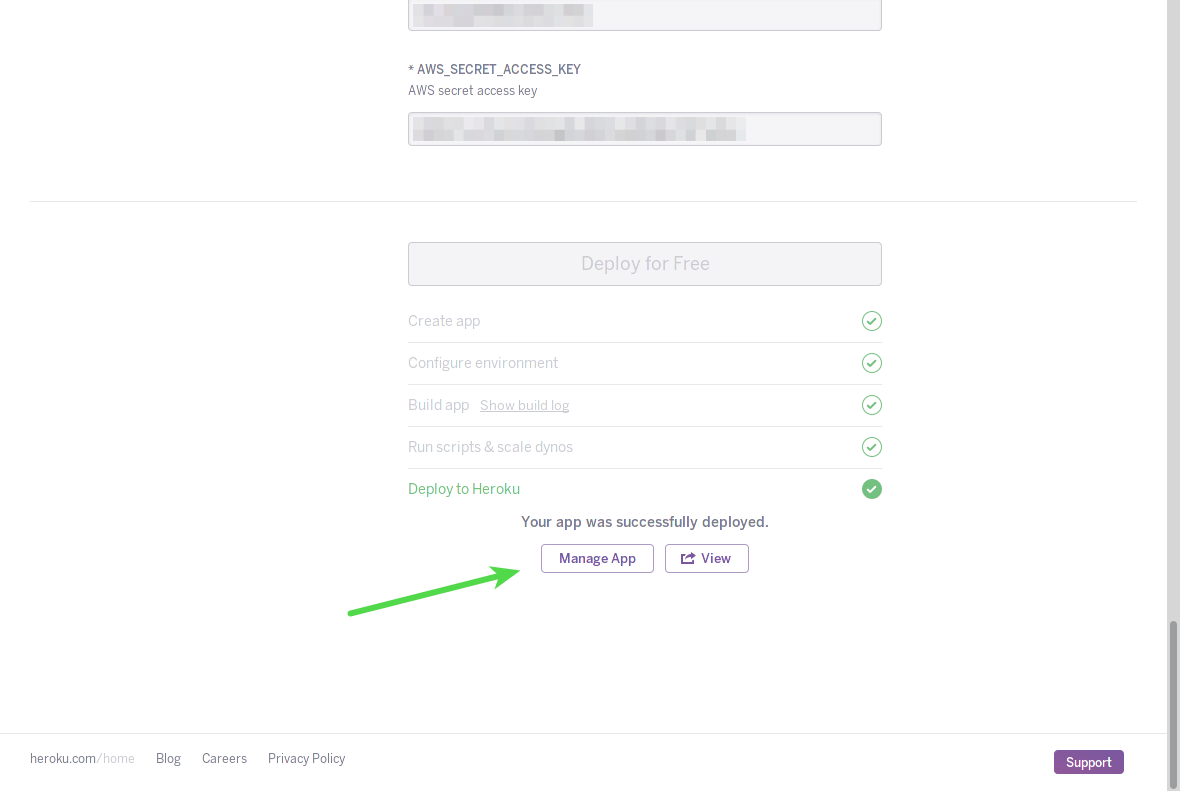 * AWS_SECRET_ACCESS_KEY
AWS secret access key
Deploy for Free
Create app
Configure environment
Build app Show build log
Run scripts & scale dynos
Deploy to Heroku
Your app was successfully deployed.
Manage App View
heroku.com/home Blog Careers Privacy Policy Support